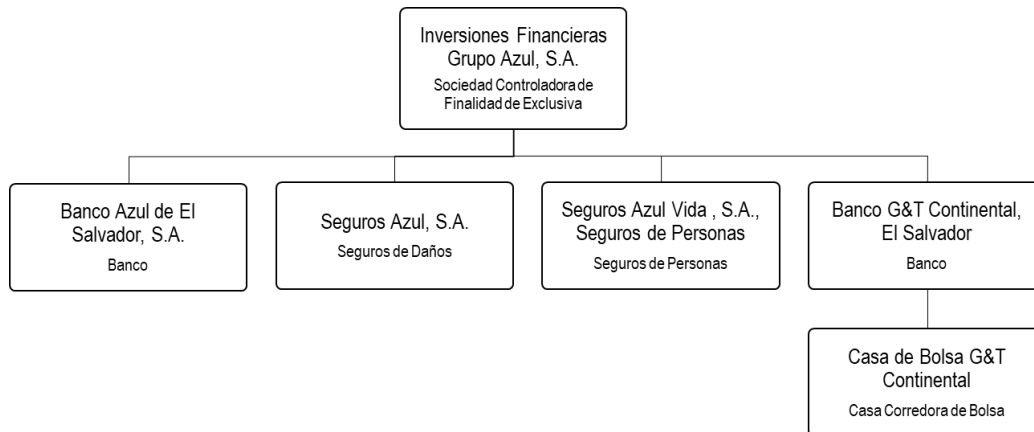 Inversiones Financieras
Grupo Azul, S.A.
Sociedad Controladora de
Finalidad de Exclusiva
Banco Azul de El
Salvador, S.A.
Banco
Seguros Azul, S.A.
Seguros de Daños
Seguros Azul Vida , S.A.,
Seguros de Personas
Seguros de Personas
Banco G&T Continental,
El Salvador
Banco
Casa de Bolsa G&T
Continental
Casa Corredora de Bolsa